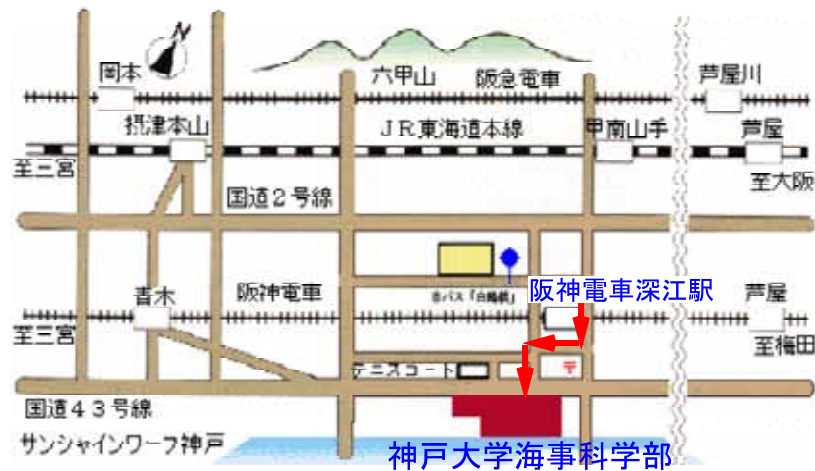 N
岡本
六甲山
阪急電車
芦屋川
摂津本山
JR東海道本線
甲南山手
芦屋
至三宮
至大阪
国道2号線
市バス「
阪神電車深江駅
青木
阪神電車
芦屋
至三宮
至梅田
テニスコート
〒
国道43号線
サンシャインワーフ神戸
神戸大学海事科学部